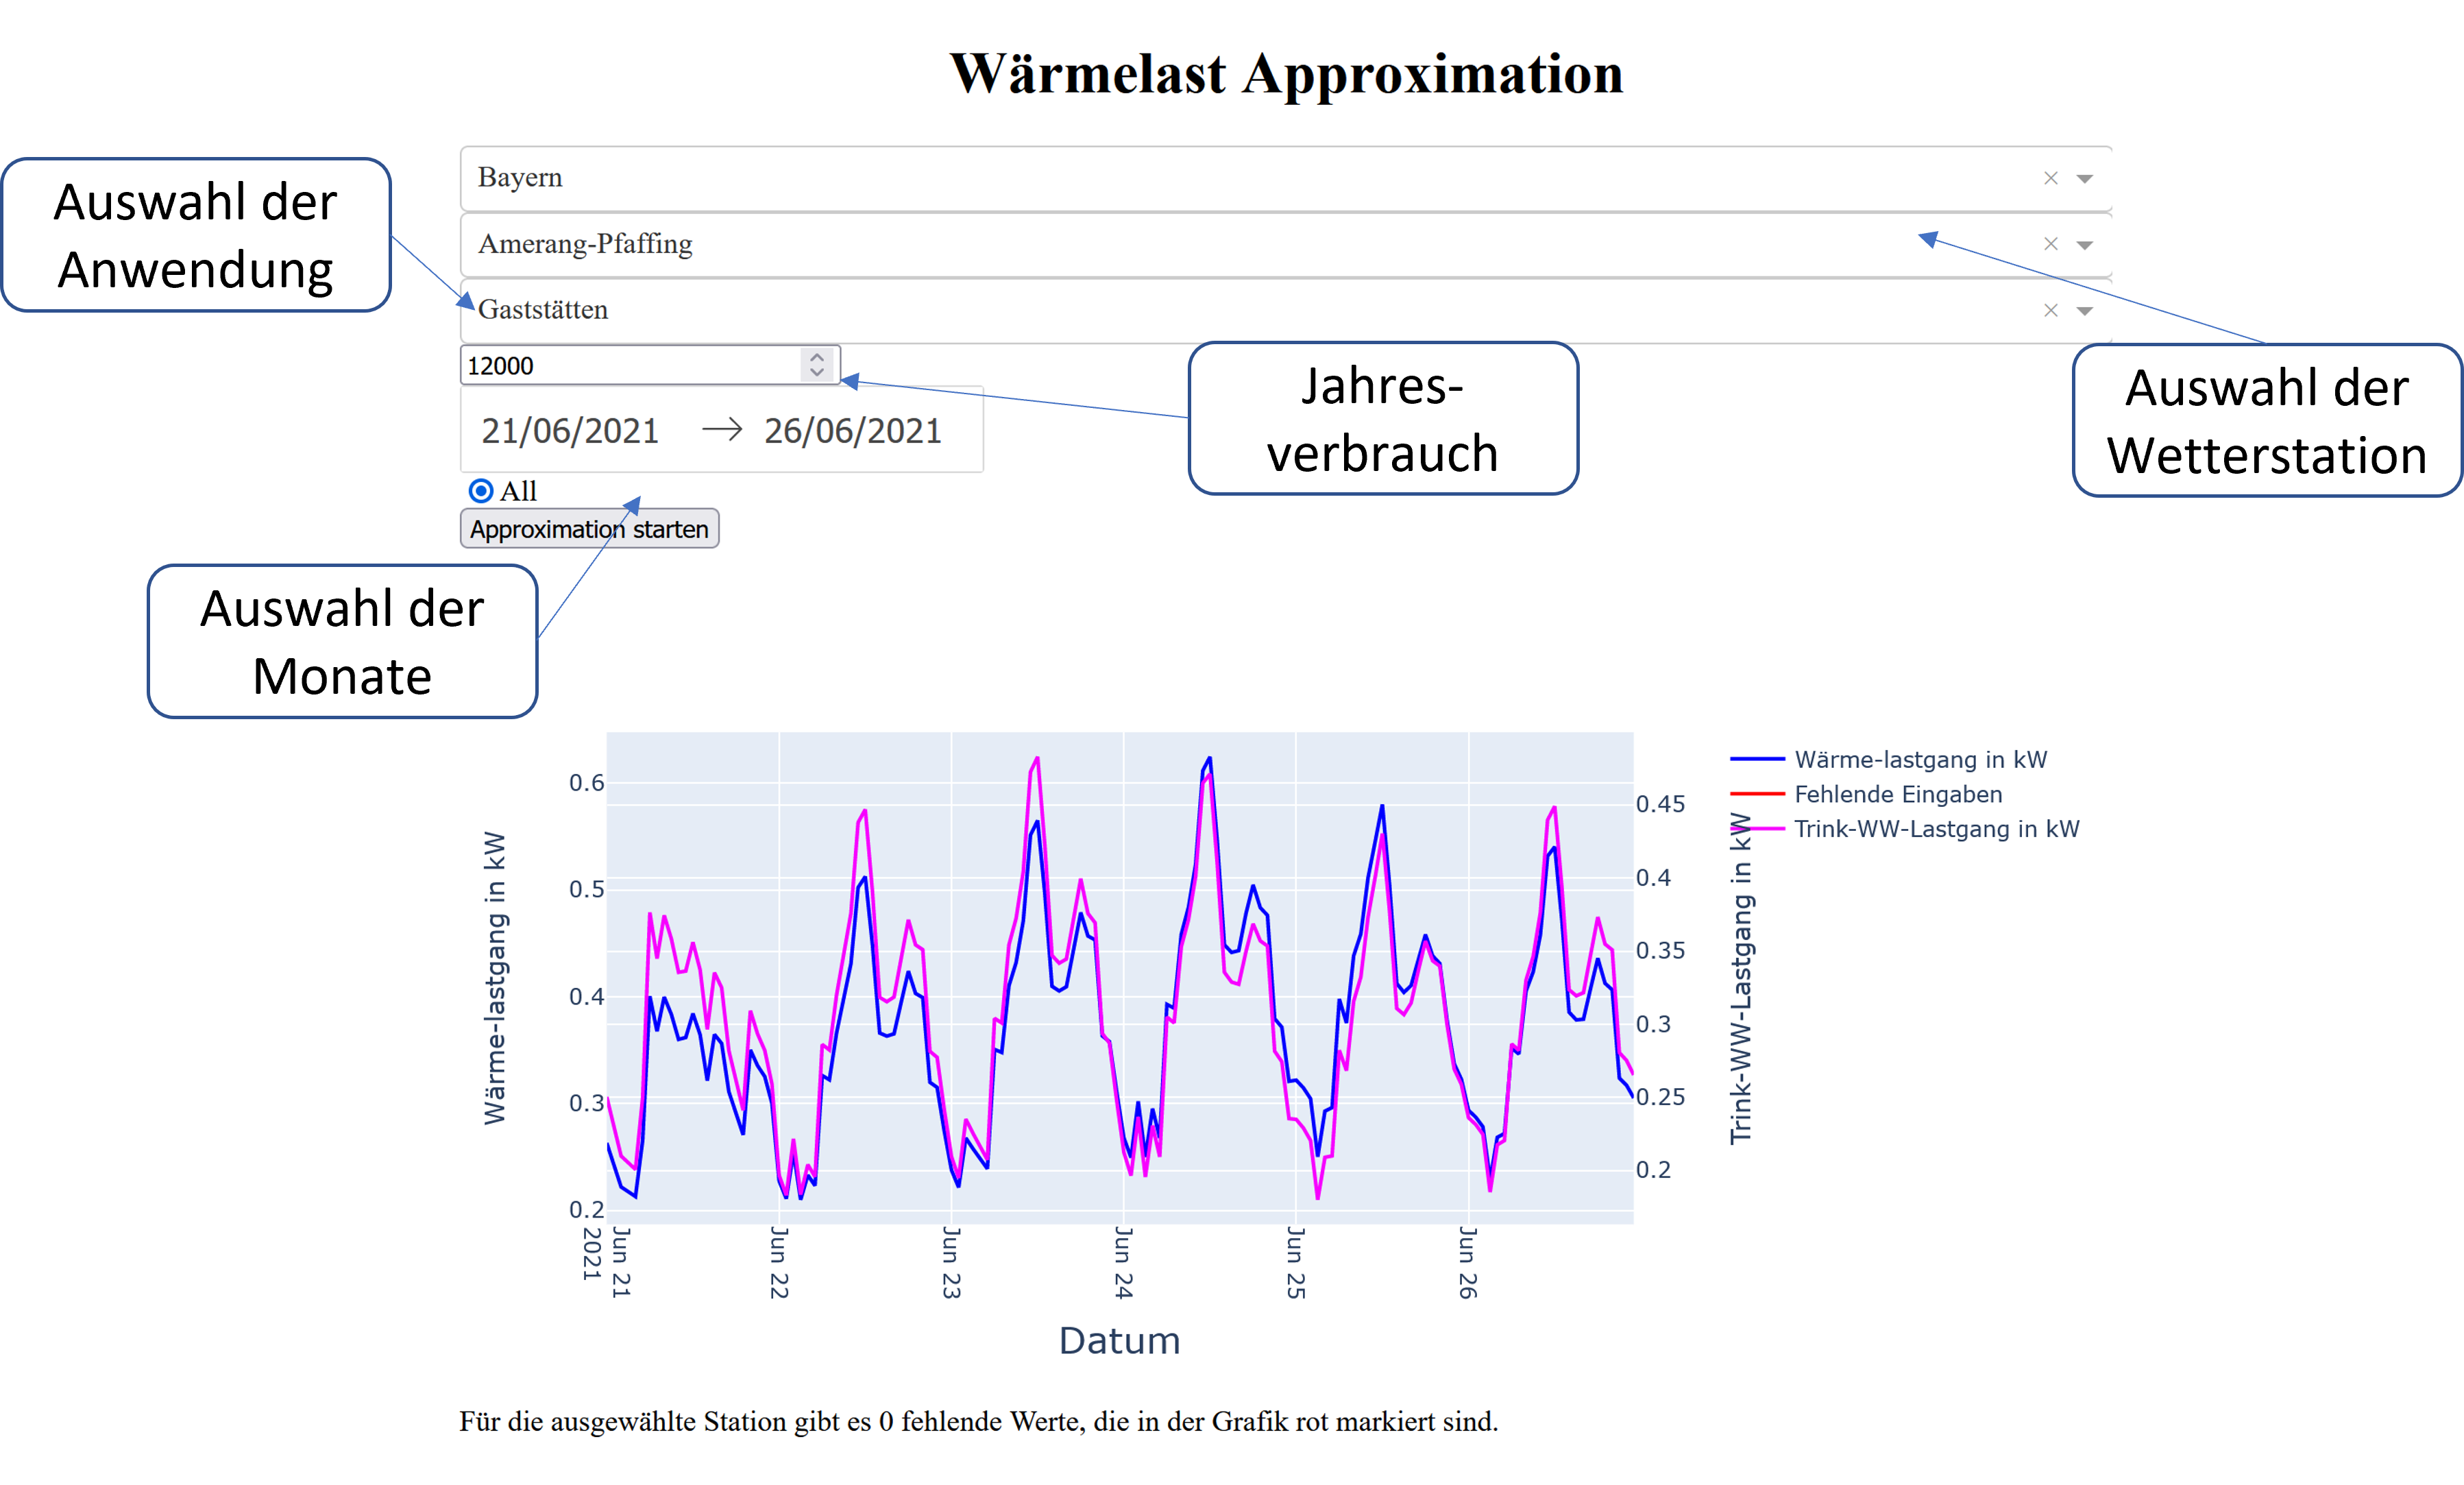 Wärmelast Approximation
Auswahl der
Anwendung
Bayern
Amerang-Pfaffing
Gaststätten
12000
21/06/2021 → 26/06/2021
All
Approximation starten
Jahres-
verbrauch
Auswahl der
Wetterstation
Auswahl der
Monate
Wärme-lastgang in kW
0.6
0.5
0.4
0.3
0.2
0.45
0.4
0.35
0.3
0.25
0.2
Trink-WW-Lastgang in kW
Wärme-lastgang in kW
Fehlende Eingaben
Trink-WW-Lastgang in kW
Jun 21
2021
Jun 22
Jun 23
Jun 24
Jun 25
Jun 26
Datum
Für die ausgewählte Station gibt es 0 fehlende Werte, die in der Grafik rot markiert sind.